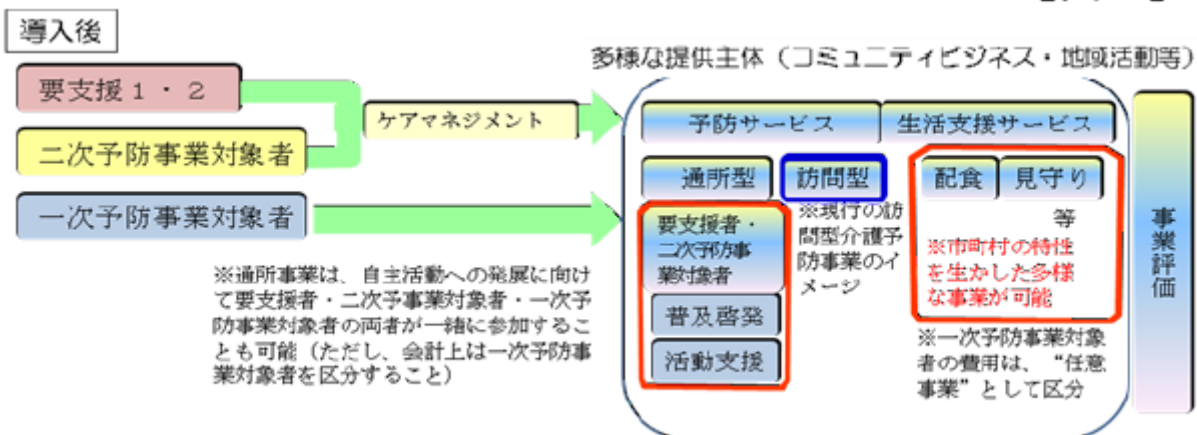 導入後
多様な提供主体（コミュニティビジネス・地域活動等）
要支援1・2
ケアマネジメント
二次予防事業対象者
一次予防事業対象者
※通所事業は、自主活動への発展に向け
て要支援者・二次予事業対象者・一次予
防事業対象者の両者が一緒に参加するこ
とも可能（ただし、会計上は一次予防事
業対象者を区分すること）
予防サービス
生活支援サービス
通所型
訪問型
配食
見守り
要支援者・
二次予防事
業対象者
普及啓発
活動支援
※現行の訪
問型介護予
防事業のイ
メージ
等
※市町村の特性
を生かした多様
な事業が可能
※一次予防事業対象
者の費用は、“任意
事業”として区分
事業評価